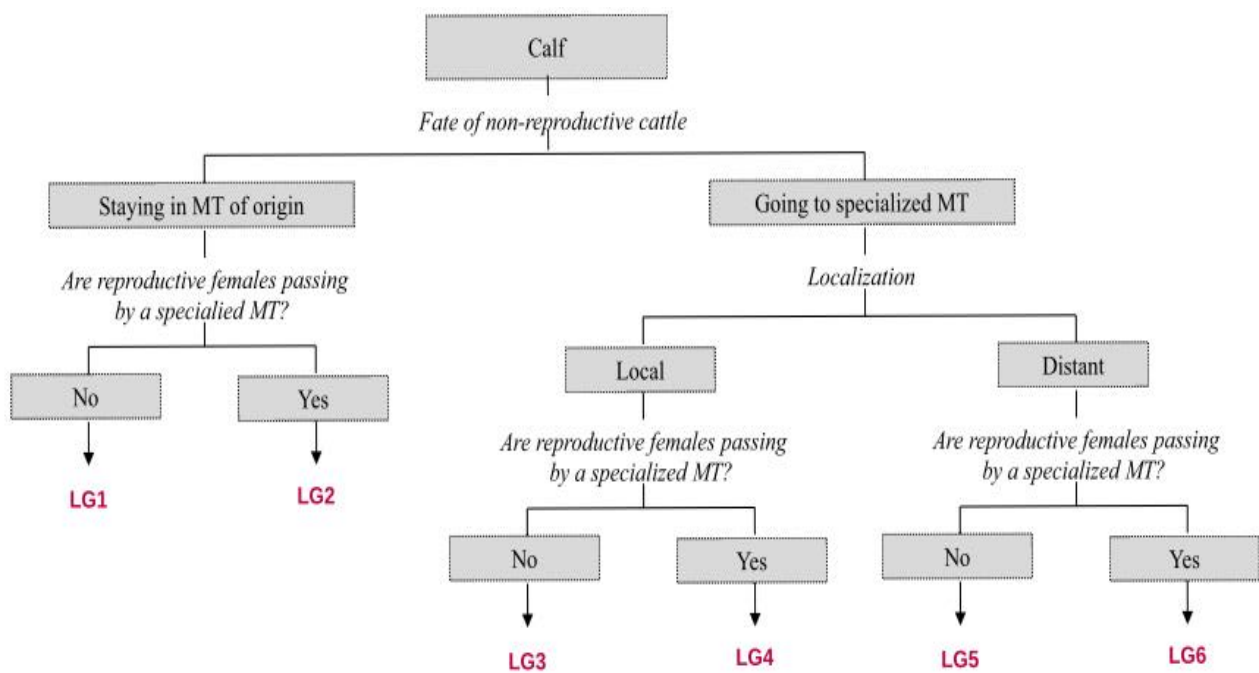 Calf
Fate of non-reproductive cattle
Staying in MT of origin
Going to specialized MT
Are reproductive females passing
by a specialied MT?
Localization
No
Yes
Local
Distant
LG1
LG2
Are reproductive females passing
by a specialized MT?
Are reproductive females passing
by a specialized MT?
No
Yes
No
Yes
LG3
LG4
LG5
LG6